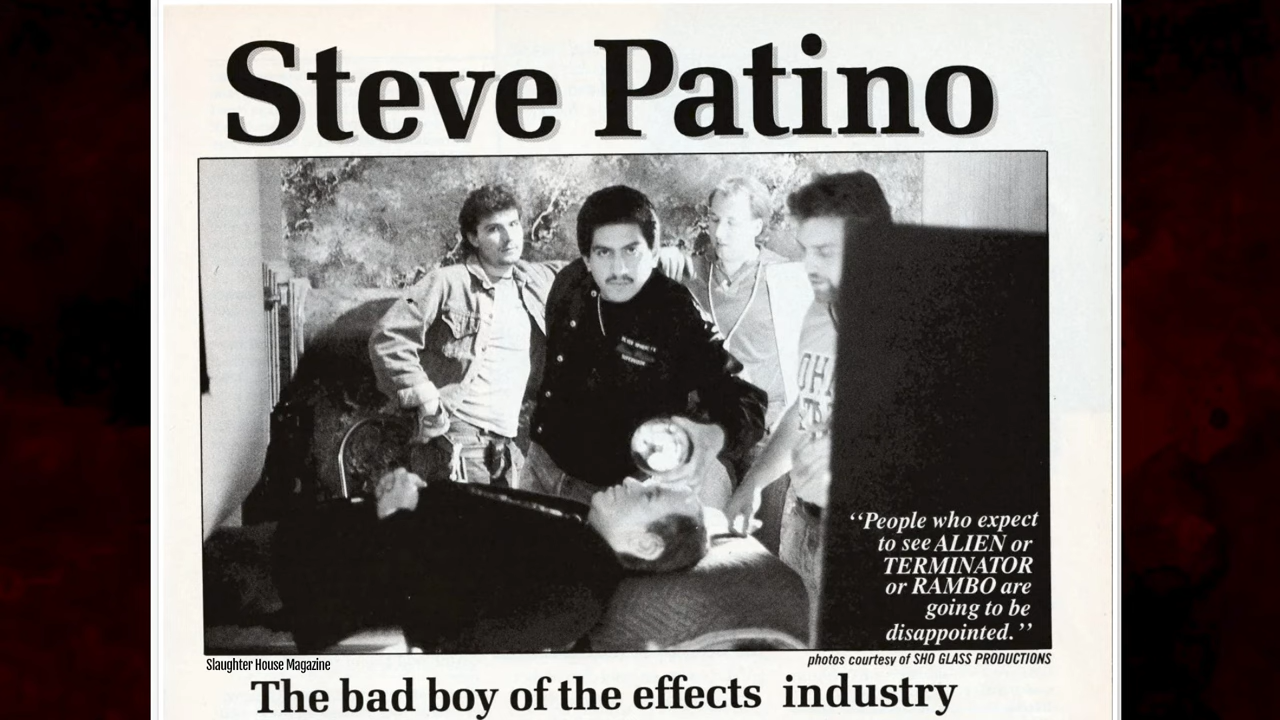 Steve Patino
“People who expect
to see ALIEN or
TERMINATOR
or RAMBO are
going to be
disappointed.”
photos courtesy of SHO GLASS PRODUCTIONS
Slaughter House Magazine
The bad boy of the effects industry